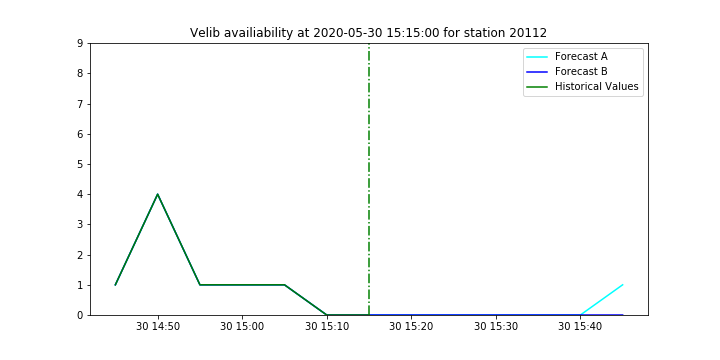 Velib availiability at 2020-05-30 15:15:00 for station 20112
Forecast A
Forecast B
Historical Values
9
8
7
6
5
4
3
2
1
0
30 14:50 30 15:00 30 15:10 30 15:20 30 15:30 30 15:40